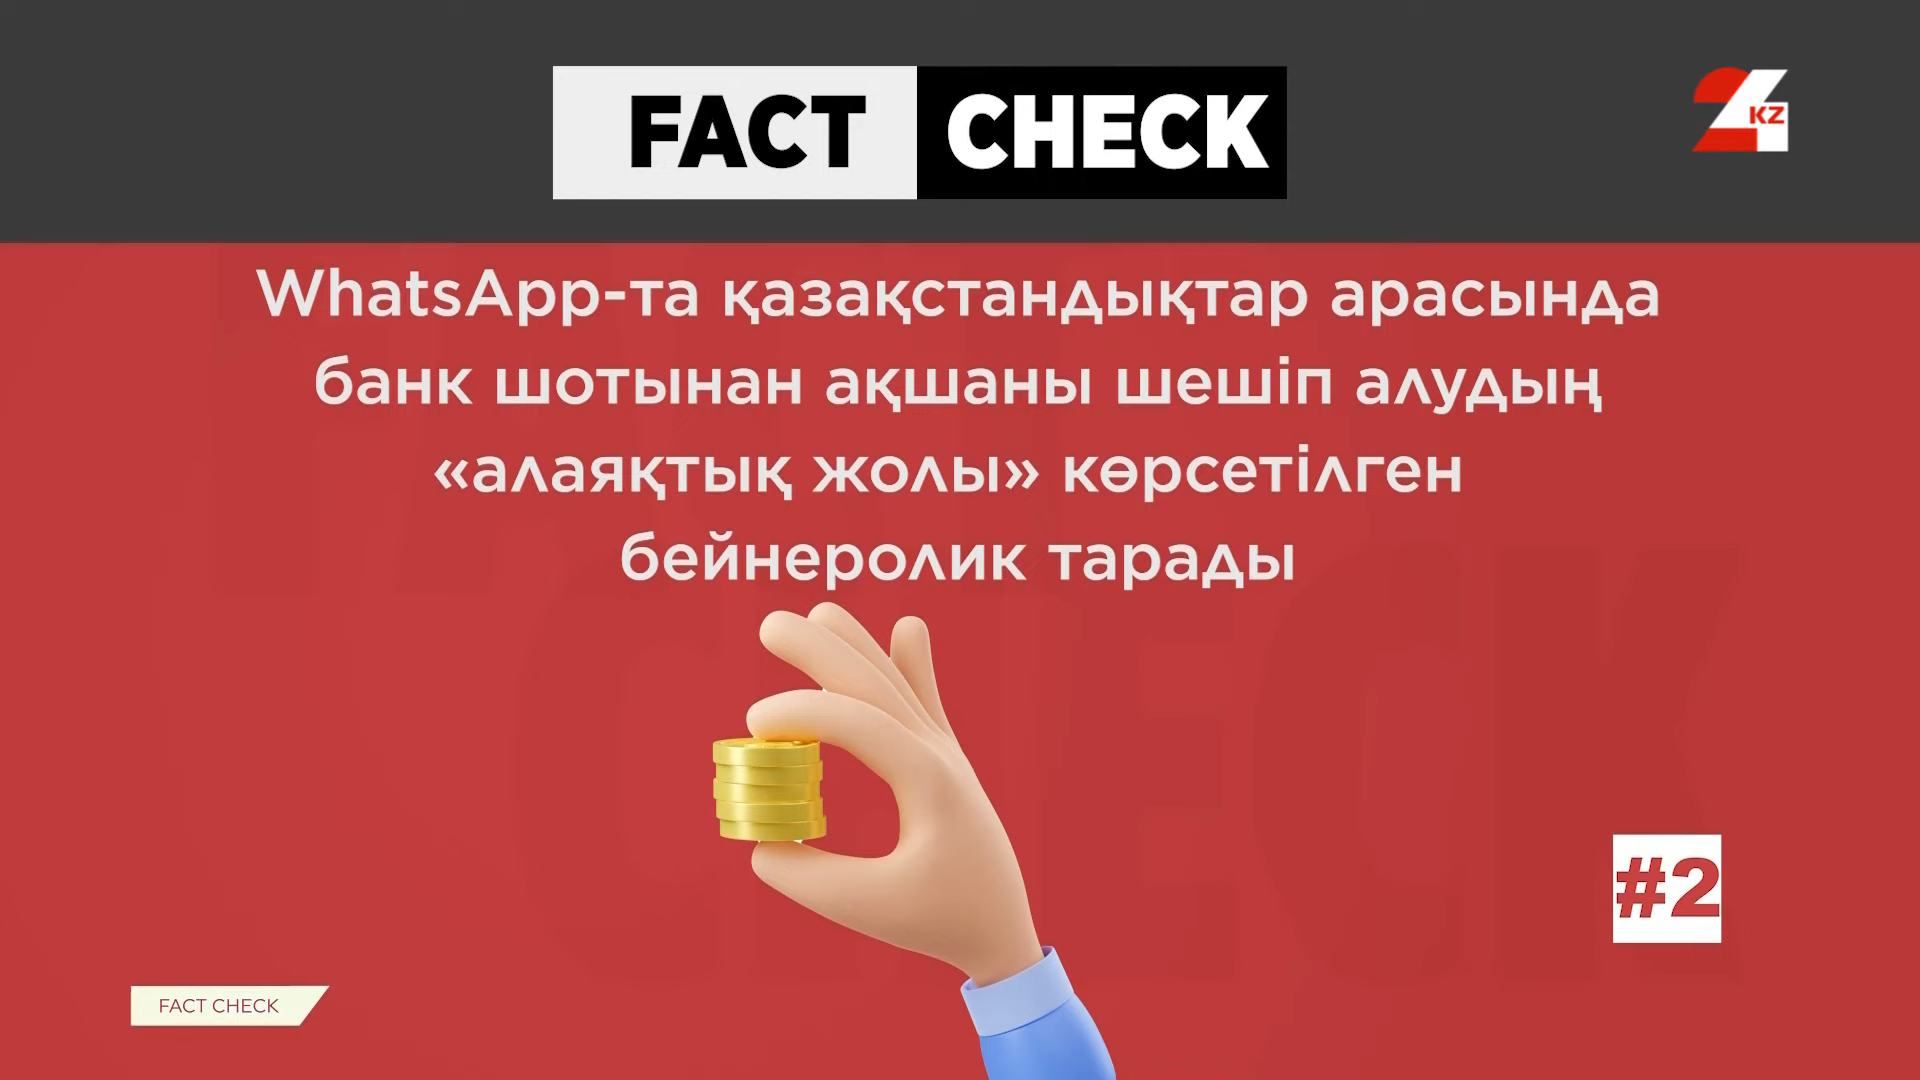 FACT CHECK
24 KZ
WhatsApp-та қазақстандықтар арасында
банк шотынан ақшаны шешіп алудың
«алаяқтық жолы» көрсетілген
бейнеролик тарады
#2
FACT CHECK